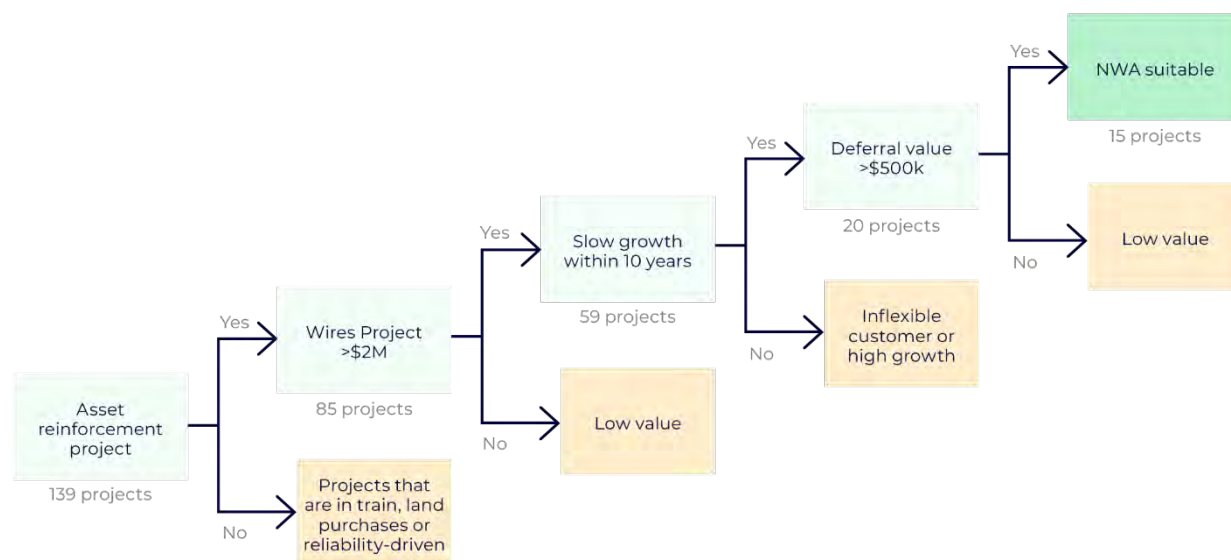 Asset
reinforcement
project
139 projects
Yes
No
Wires Project
>$2M
85 projects
Projects that
are in train, land
purchases or
reliability-driven
Yes
No
Slow growth
within 10 years
59 projects
Low value
Yes
No
Deferral value
>$500k
20 projects
Inflexible
customer or
high growth
Yes
No
NWA suitable
15 projects
Low value